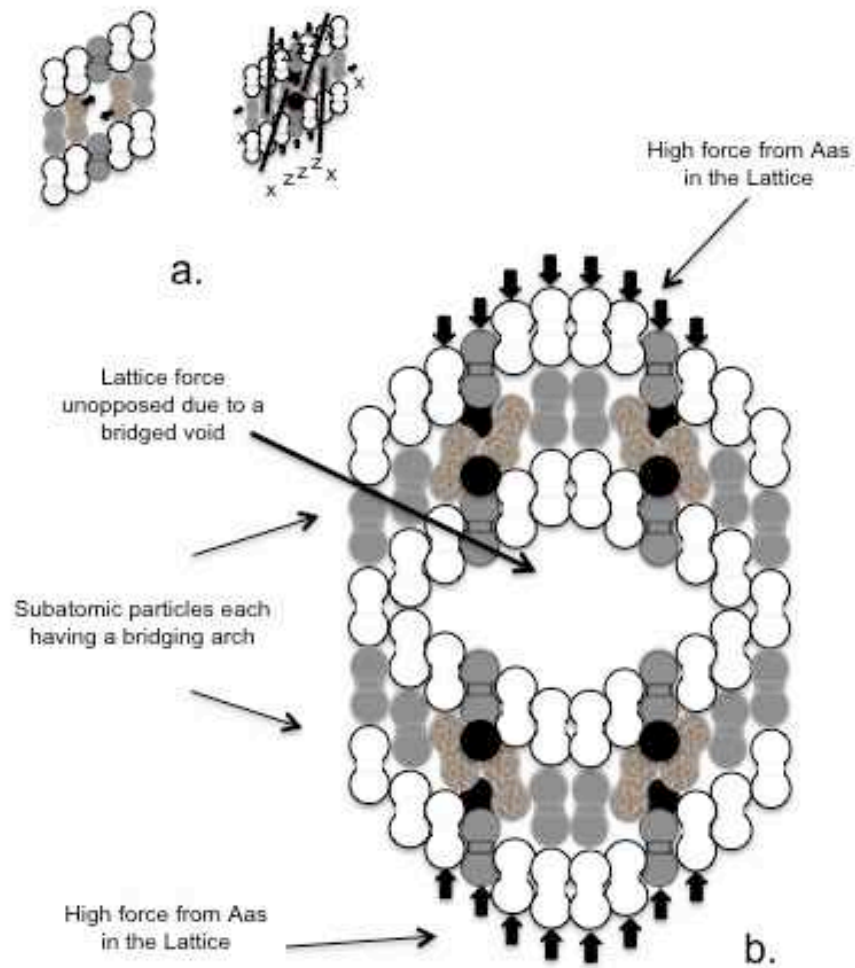 z
x
x
x z z z x
a.
High force from Aas
in the Lattice
Lattice force
unopposed due to a
bridged void
Subatomic particles each
having a bridging arch
High force from Aas
in the Lattice
b.